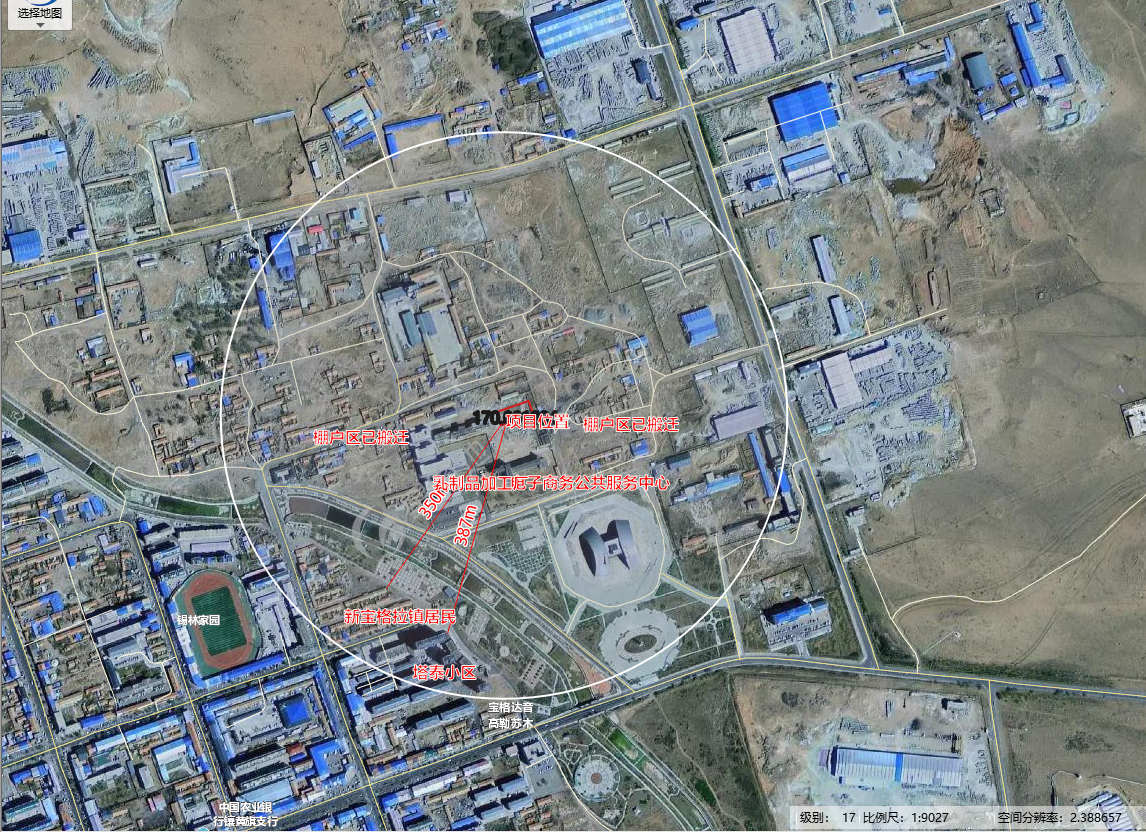 选择地图
项目位置
棚户区已搬迁
棚户区已搬迁
乳制品加工
电子商务公共服务中心
350m
387m
新宝格拉镇居民
锡林家园
塔泰小区
宝格达音
高勒苏木
中国农业银
行镶黄旗支行
级别： 17 比例尺：1:9027
空间分辨率：2.388657